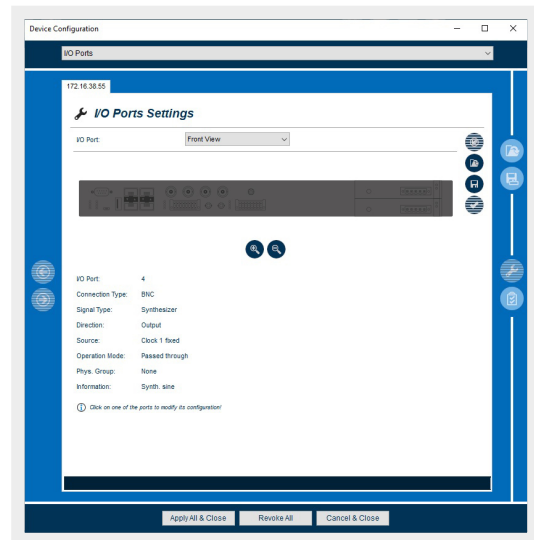 Device Configuration
I/O Ports
172.16.38.55
I/O Ports Settings
I/O Port:
Front View
I/O Port: 4
Connection Type: BNC
Signal Type: Synthesizer
Direction: Output
Source: Clock 1 fixed
Operation Mode: Passed through
Phys. Group: None
Information: Synth. sine
Click on one of the ports to modify its configuration!
Apply All & Close
Revoke All
Cancel & Close